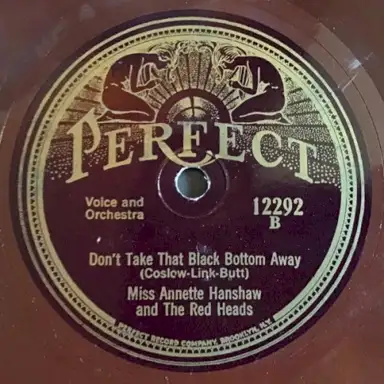 PERFECT
Voice and
Orchestra
12292
B
Don't Take That Black Bottom Away
(Coslow-Link-Butt)
Miss Annette Hanshaw
and The Red Heads
PERFECT RECORD COMPANY, BROOKLYN, N.Y.